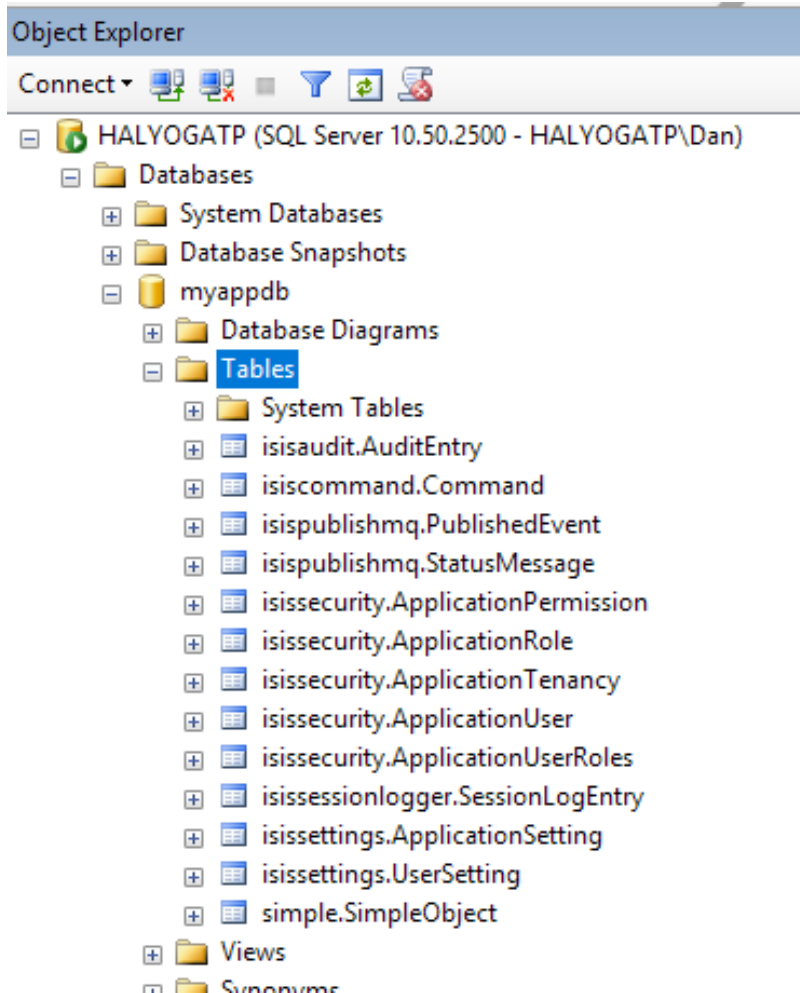 Object Explorer
Connect
HALYOGATP (SQL Server 10.50.2500 - HALYOGATP\Dan)
Databases
System Databases
Database Snapshots
myappdb
Database Diagrams
Tables
System Tables
isisaudit.AuditEntry
isiscommand.Command
isispublishmq.PublishedEvent
isispublishmq.StatusMessage
isissecurity.ApplicationPermission
isissecurity.ApplicationRole
isissecurity.ApplicationTenancy
isissecurity.ApplicationUser
isissecurity.ApplicationUserRoles
isissessionlogger.SessionLogEntry
isissettings.ApplicationSetting
isissettings.UserSetting
simple.SimpleObject
Views
Synonyms